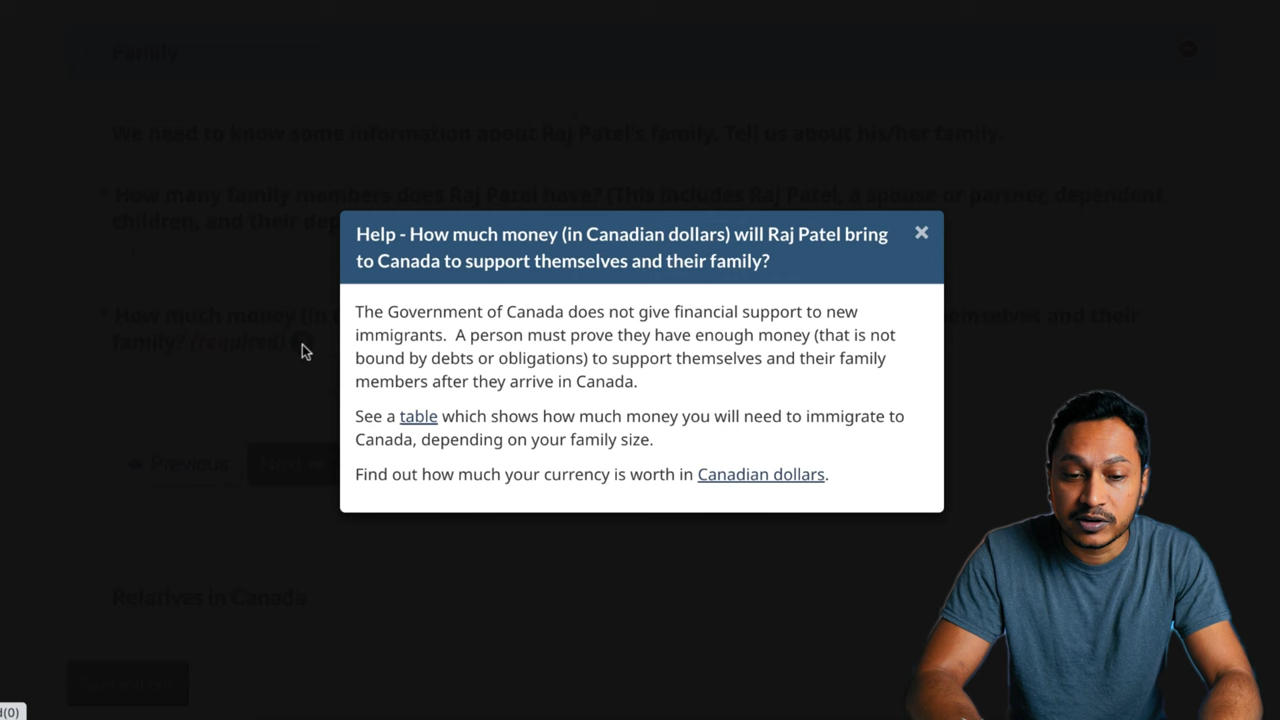 Family
We need to know some information about Raj Patel's family. Tell us about his/her family.
* How many family members does Raj Patel have? (This includes Raj Patel, a spouse or partner, dependent
children, and their dep
Help - How much money (in Canadian dollars) will Raj Patel bring
to Canada to support themselves and their family?
×
The Government of Canada does not give financial support to new
immigrants. A person must prove they have enough money (that is not
bound by debts or obligations) to support themselves and their family
members after they arrive in Canada.
See a table which shows how much money you will need to immigrate to
Canada, depending on your family size.
Find out how much your currency is worth in Canadian dollars.
* How much money (in emselves and their
family? (required)
Previous
Next
Relatives in Canada
d(0)